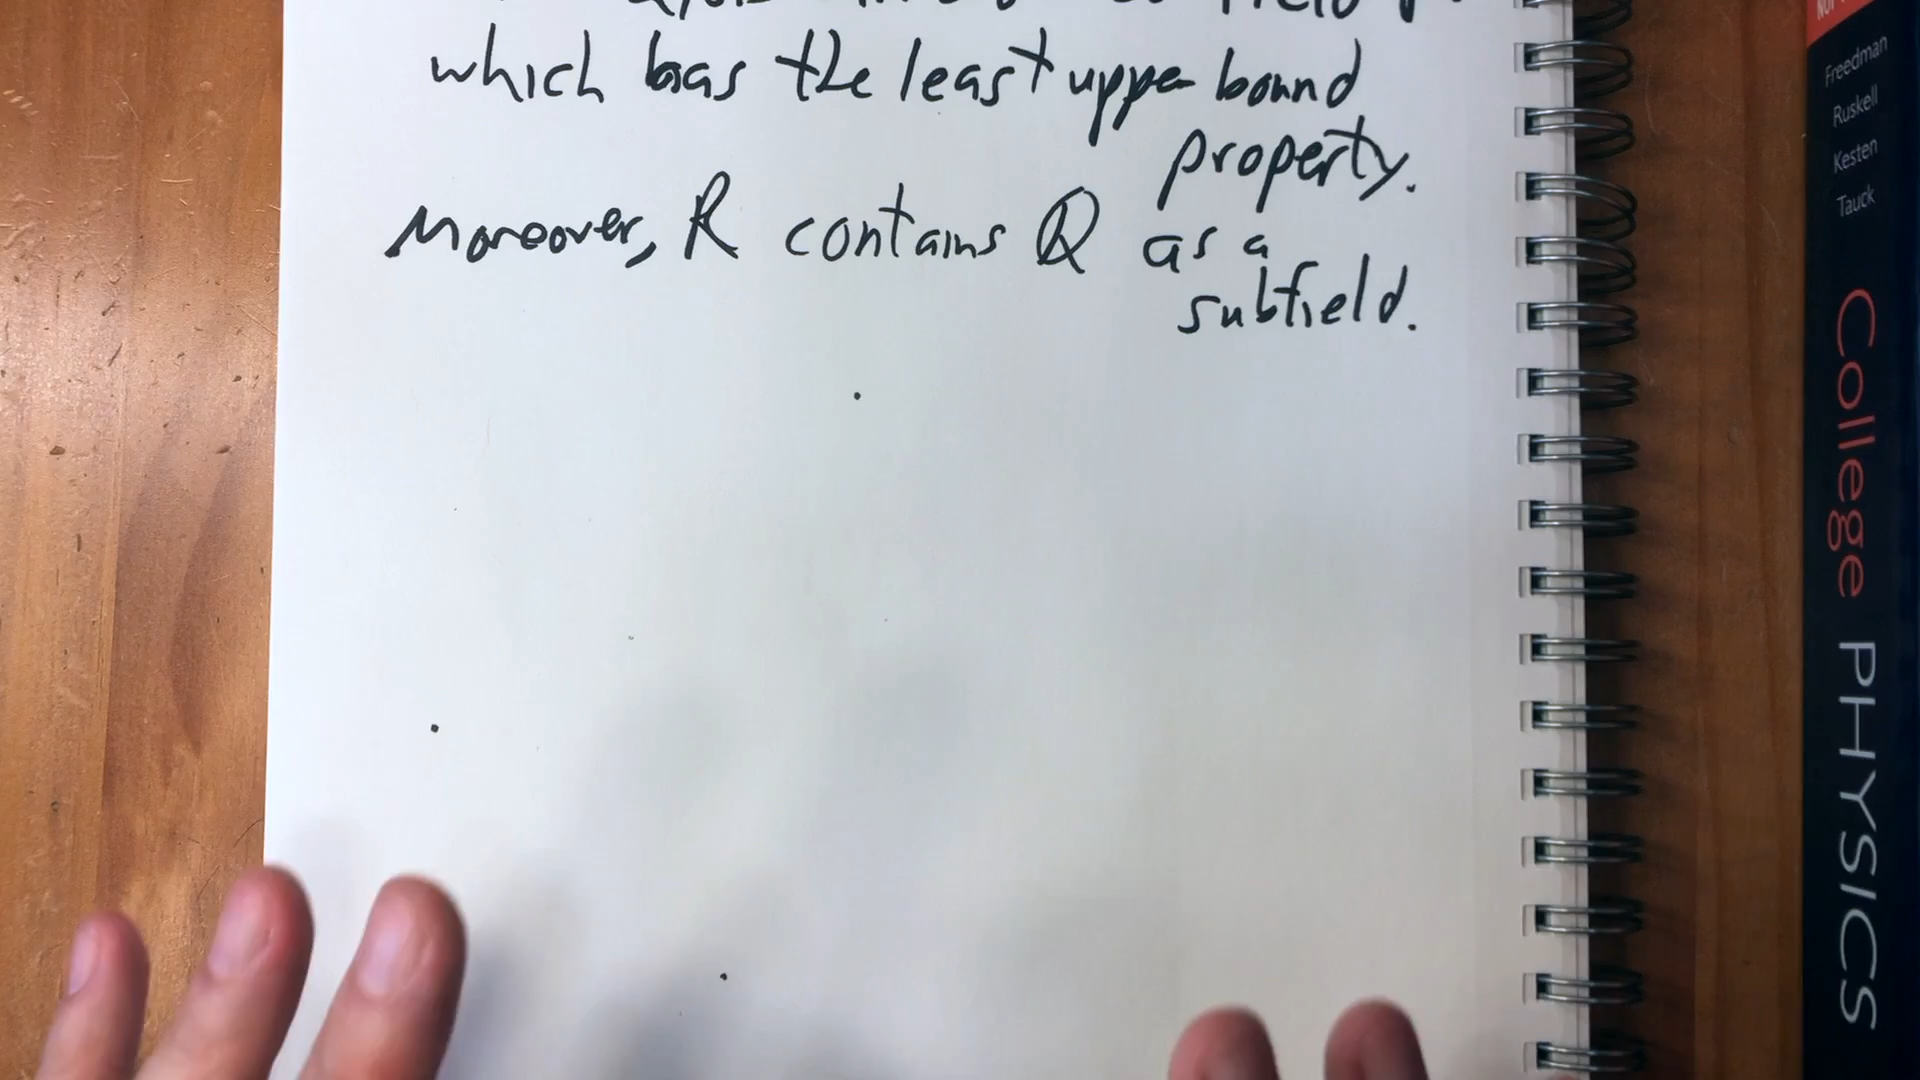 which has the least upper bound
property.
Moreover, R contains Q as a
subfield.
Freedman
Ruskell
Kesten
Tauck
College PHYSICS